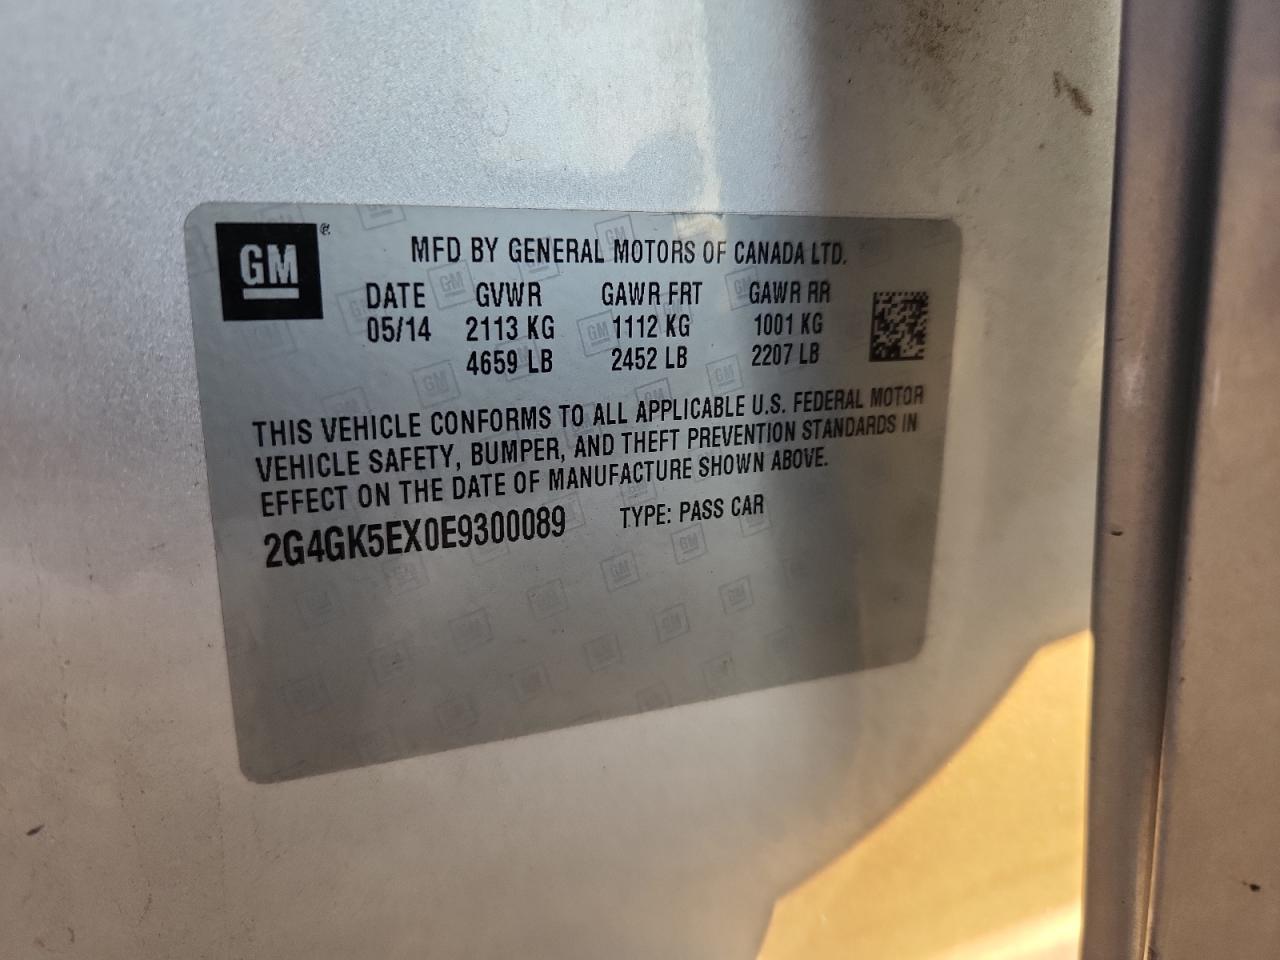 GM
MFD BY GENERAL MOTORS OF CANADA LTD.
DATE GVWR GAWR FRT GAWR RR
05/14 2113 KG 1112 KG 1001 KG
4659 LB 2452 LB 2207 LB
THIS VEHICLE CONFORMS TO ALL APPLICABLE U.S. FEDERAL MOTOR
VEHICLE SAFETY, BUMPER, AND THEFT PREVENTION STANDARDS IN
EFFECT ON THE DATE OF MANUFACTURE SHOWN ABOVE.
2G4GK5EX0E9300089 TYPE: PASS CAR